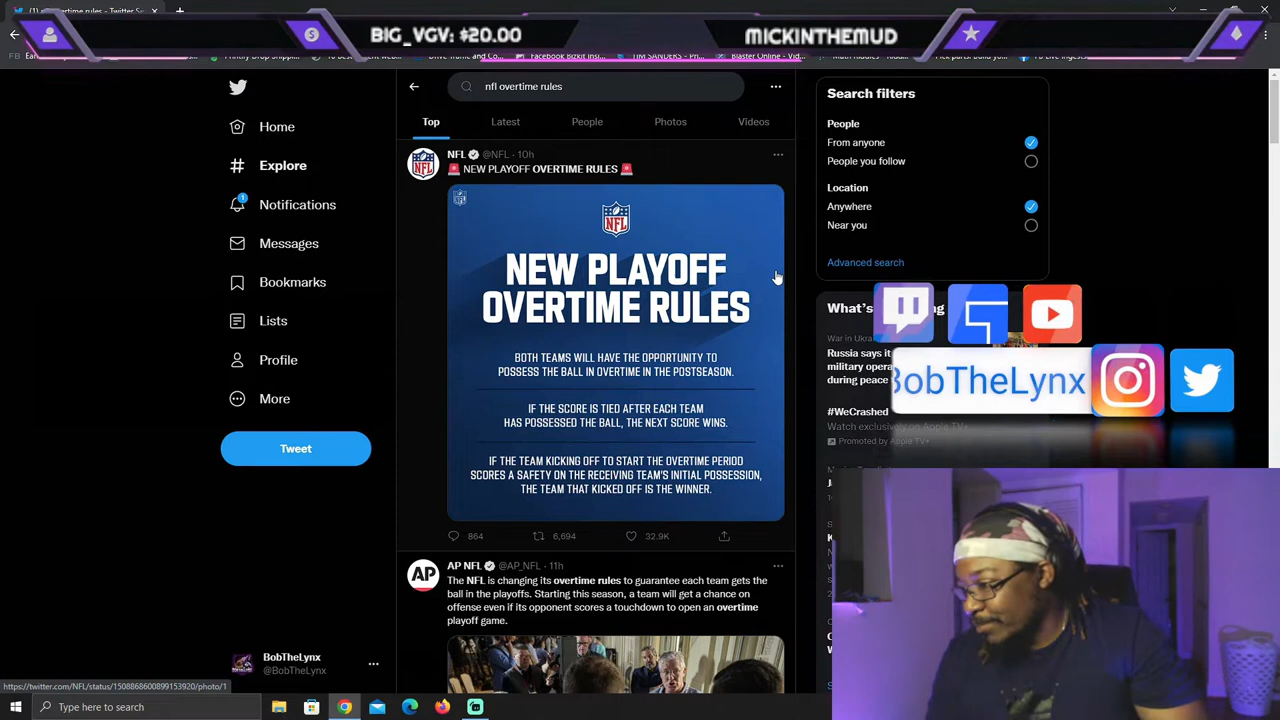 BIG_VGV: $20.00
MICKINTHEMUD
nfl overtime rules
Search filters
Home
Explore
Notifications
Messages
Bookmarks
Lists
Profile
More
Tweet
Top
Latest
People
Photos
Videos
NFL @NFL · 10h
NEW PLAYOFF OVERTIME RULES
NFL
NEW PLAYOFF
OVERTIME RULES
BOTH TEAMS WILL HAVE THE OPPORTUNITY TO
POSSESS THE BALL IN OVERTIME IN THE POSTSEASON.
IF THE SCORE IS TIED AFTER EACH TEAM
HAS POSSESSED THE BALL, THE NEXT SCORE WINS.
IF THE TEAM KICKING OFF TO START THE OVERTIME PERIOD
SCORES A SAFETY ON THE RECEIVING TEAM'S INITIAL POSSESSION,
THE TEAM THAT KICKED OFF IS THE WINNER.
864
6,694
32.9K
AP NFL @AP_NFL · 11h
AP
The NFL is changing its overtime rules to guarantee each team gets the
ball in the playoffs. Starting this season, a team will get a chance on
offense even if its opponent scores a touchdown to open an overtime
playoff game.
People
From anyone
People you follow
Location
Anywhere
Near you
Advanced search
What's
War in Ukra
Russia says i
military opera
during peace
#WeCrashed
Watch exclusively on Apple TV+
Promoted by Apple TV+
BobTheLynx
BobTheLynx
@BobTheLynx
https://twitter.com/NFL/status/1508868600899153920/photo/1
Type here to search